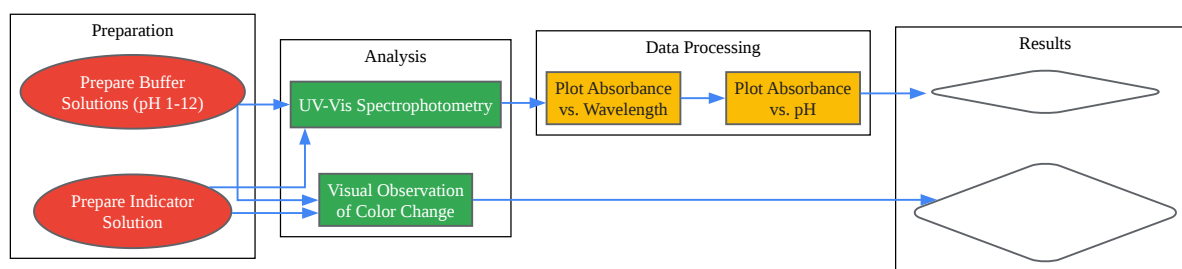 Preparation
Prepare Buffer
Solutions (pH 1-12)
Prepare Indicator
Solution
Analysis
UV-Vis Spectrophotometry
Visual Observation
of Color Change
Data Processing
Plot Absorbance
vs. Wavelength
Plot Absorbance
vs. pH
Results